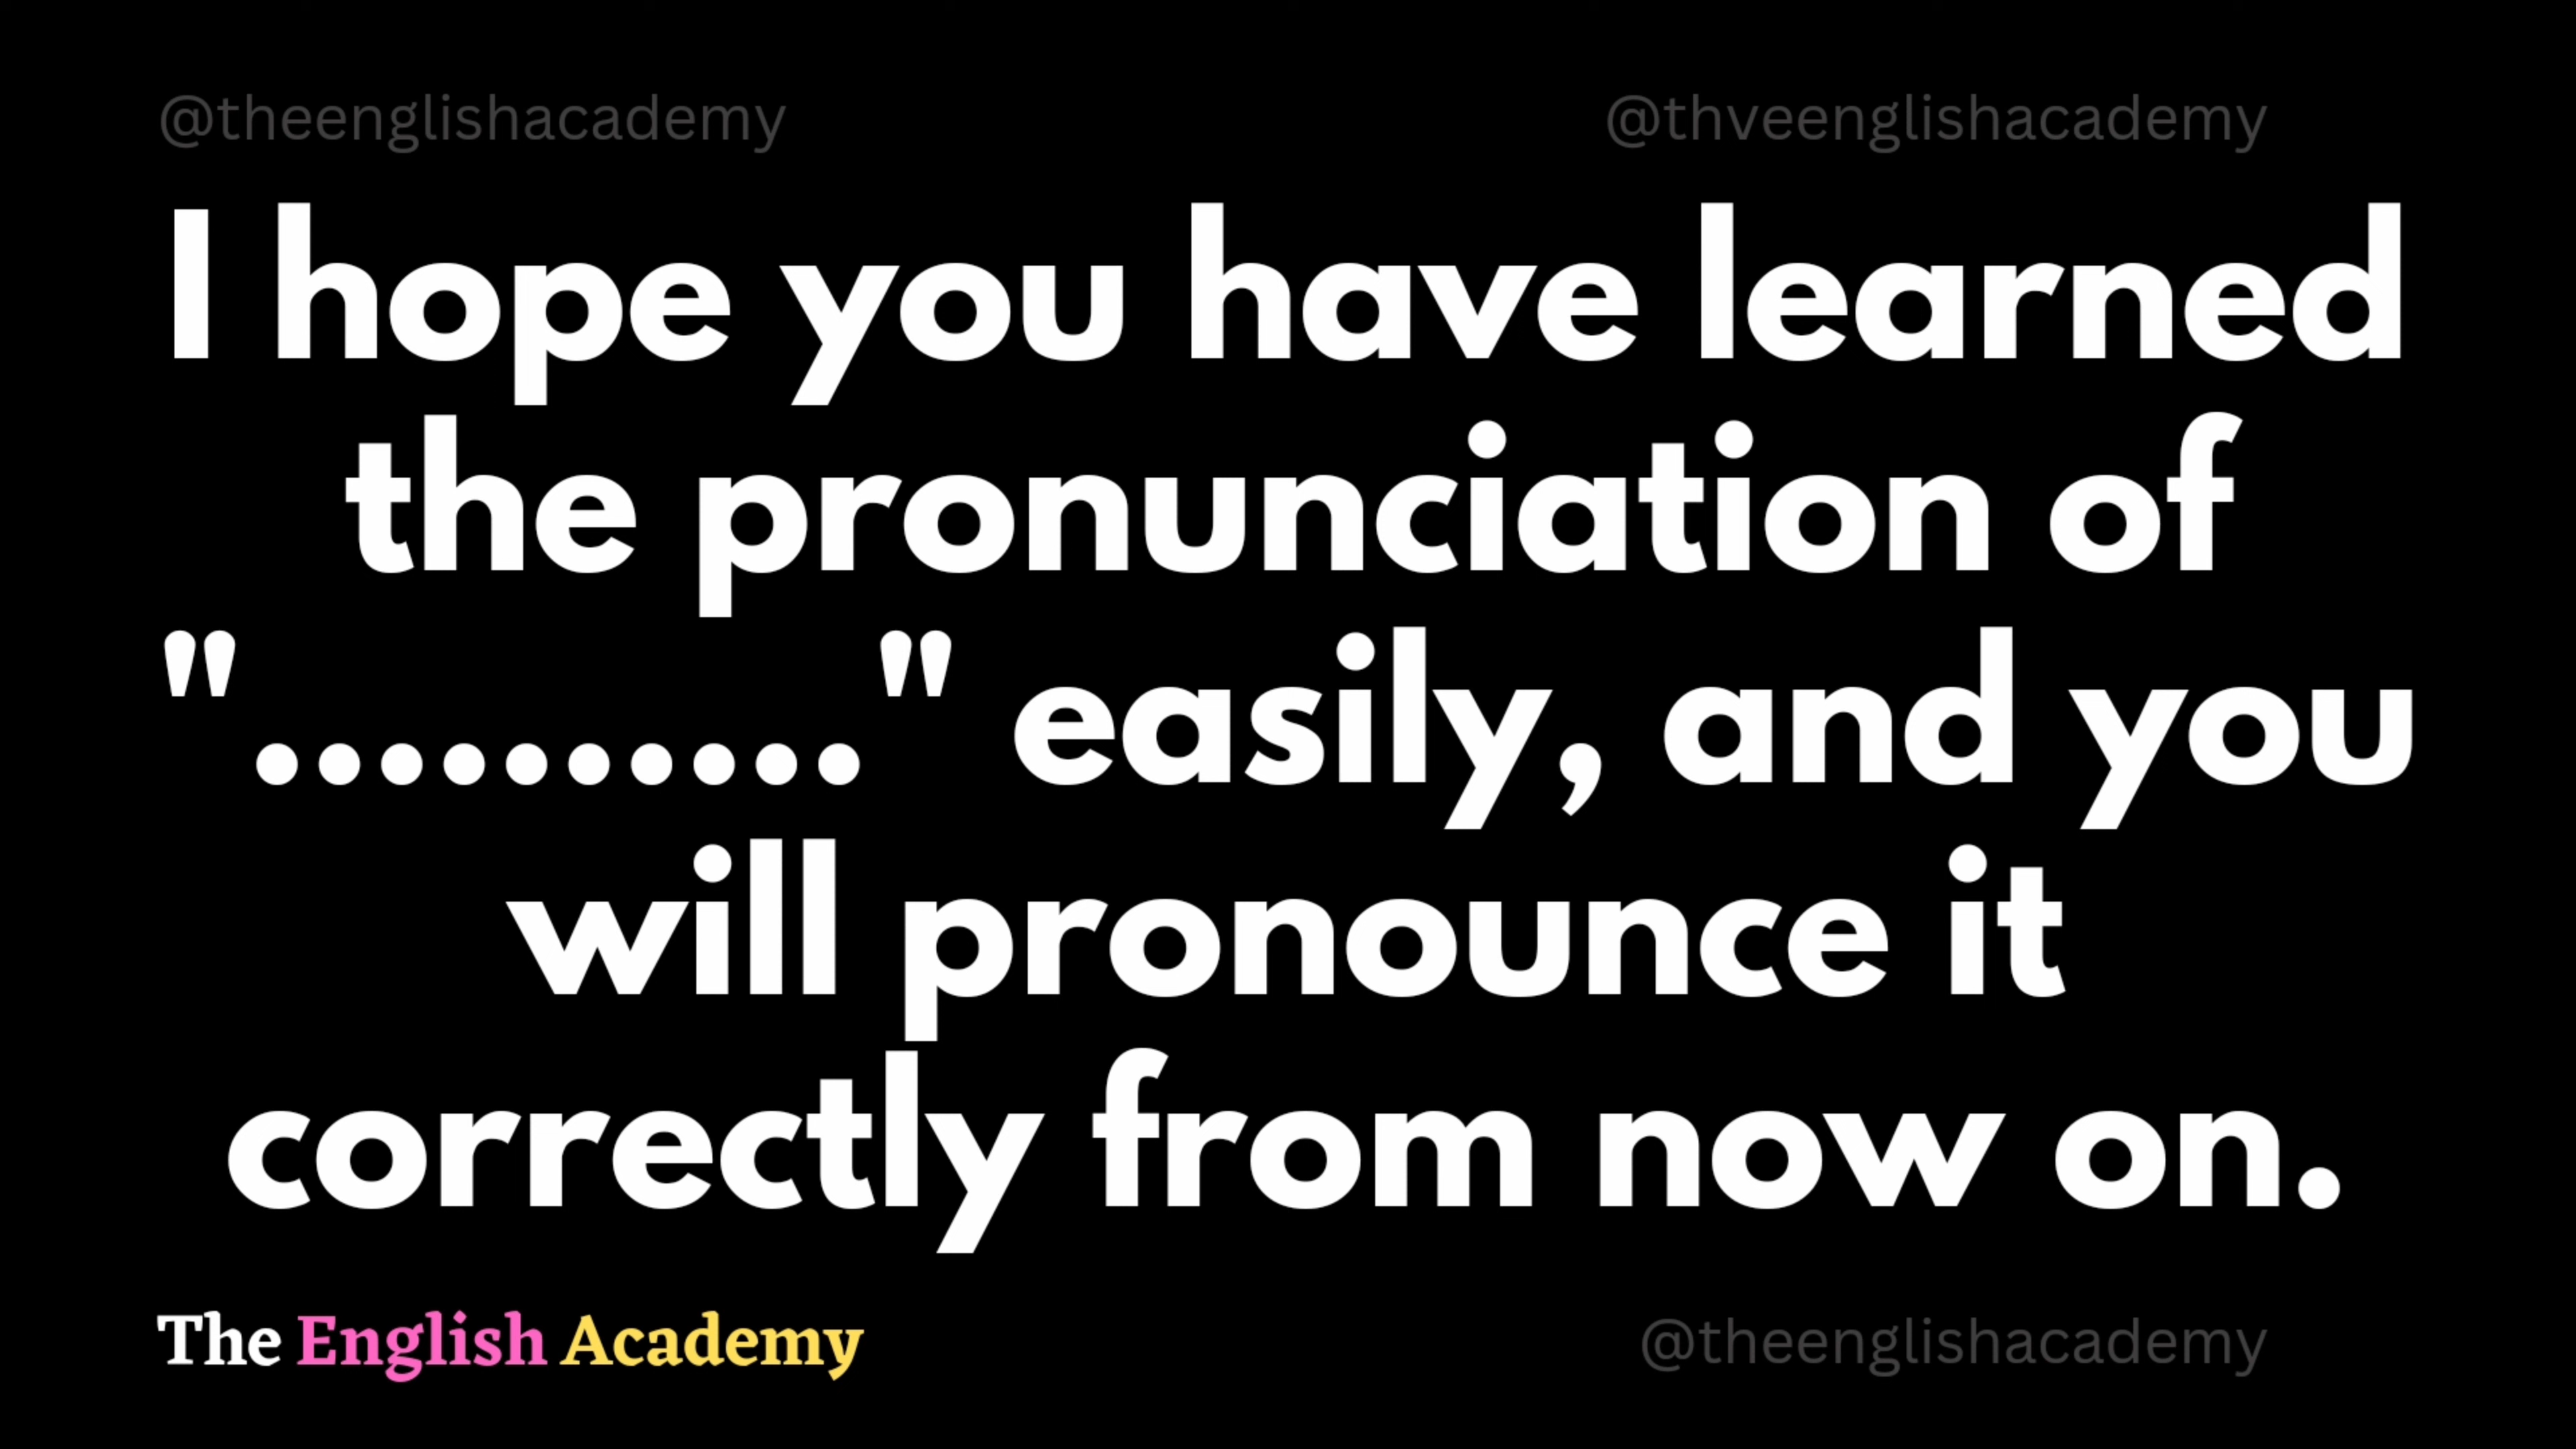 @theenglishacademy @thveenglishacademy
I hope you have learned
the pronunciation of
".........." easily, and you
will pronounce it
correctly from now on.
The English Academy @theenglishacademy